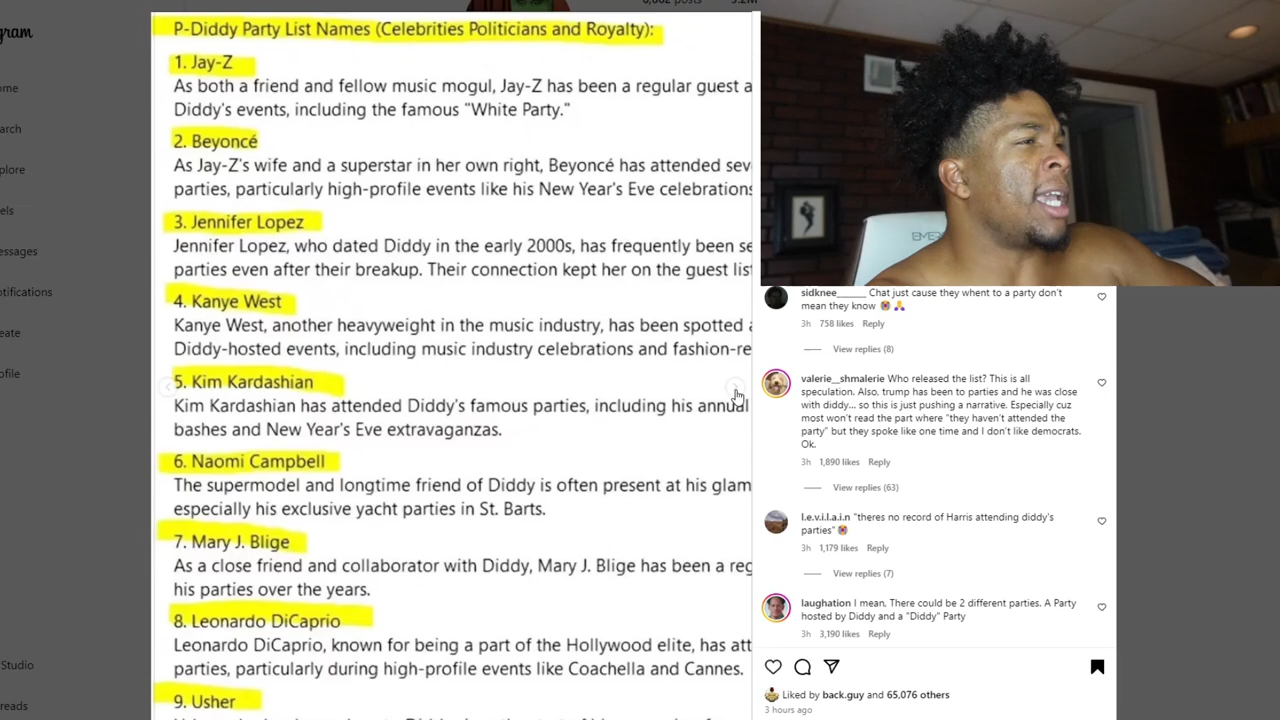 6,662 posts
gram
P-Diddy Party List Names (Celebrities Politicians and Royalty):
1. Jay-Z
As both a friend and fellow music mogul, Jay-Z has been a regular guest a
Diddy's events, including the famous "White Party."
2. Beyoncé
As Jay-Z's wife and a superstar in her own right, Beyoncé has attended sev
parties, particularly high-profile events like his New Year's Eve celebrations
3. Jennifer Lopez
Jennifer Lopez, who dated Diddy in the early 2000s, has frequently been se
parties even after their breakup. Their connection kept her on the guest list
4. Kanye West
Kanye West, another heavyweight in the music industry, has been spotted a
Diddy-hosted events, including music industry celebrations and fashion-re
5. Kim Kardashian
Kim Kardashian has attended Diddy's famous parties, including his annual
bashes and New Year's Eve extravaganzas.
6. Naomi Campbell
The supermodel and longtime friend of Diddy is often present at his glam
especially his exclusive yacht parties in St. Barts.
7. Mary J. Blige
As a close friend and collaborator with Diddy, Mary J. Blige has been a reg
his parties over the years.
8. Leonardo DiCaprio
Leonardo DiCaprio, known for being a part of the Hollywood elite, has att
parties, particularly during high-profile events like Coachella and Cannes.
9. Usher
ome
arch
plore
els
essages
otifications
eate
ofile
Studio
reads
EMER
sidknee______ Chat just cause they whent to a party don't
mean they know 😭🙏
3h 758 likes Reply
View replies (8)
valerie__shmalerie Who released the list? This is all
speculation. Also, trump has been to parties and he was close
with diddy... so this is just pushing a narrative. Especially cuz
most won't read the part where "they haven't attended the
party" but they spoke like one time and I don't like democrats.
Ok.
3h 1,890 likes Reply
View replies (63)
l.e.v.i.l.a.i.n "theres no record of Harris attending diddy's
parties" 😭
3h 1,179 likes Reply
View replies (7)
laughation I mean, There could be 2 different parties. A Party
hosted by Diddy and a "Diddy" Party
3h 3,190 likes Reply
Liked by back.guy and 65,076 others
3 hours ago